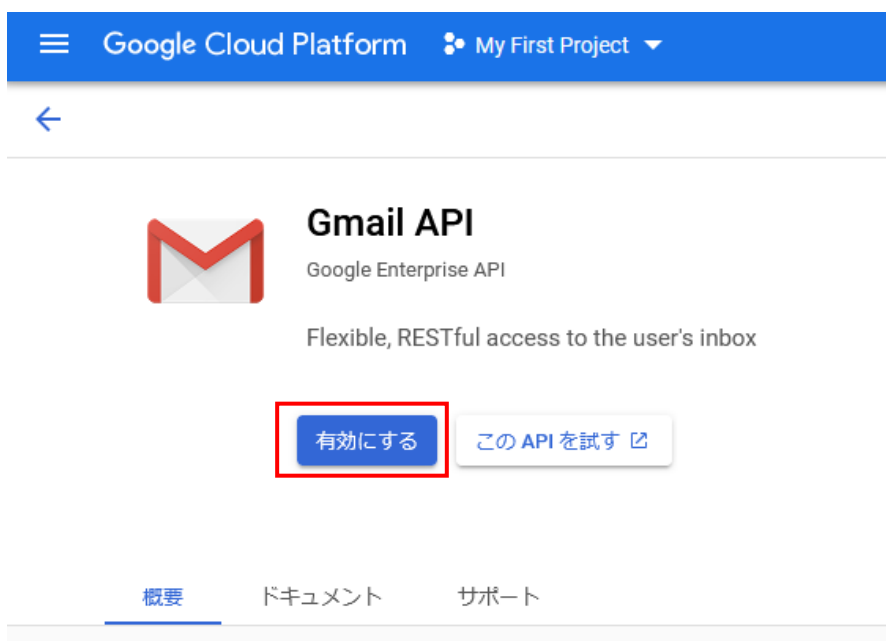 Google Cloud Platform My First Project
Gmail API
Google Enterprise API
Flexible, RESTful access to the user's inbox
有効にする この API を試す
概要 ドキュメント サポート